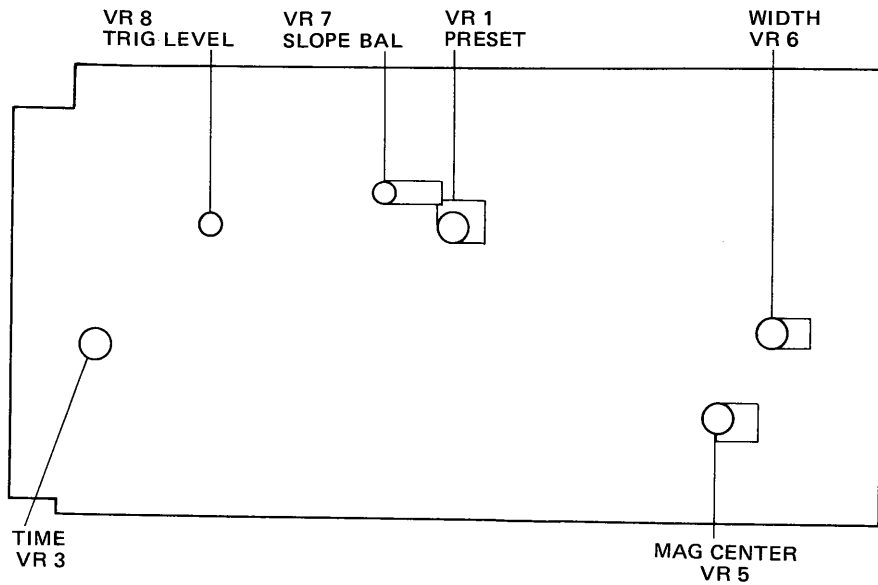 VR 8
TRIG LEVEL
VR 7
SLOPE BAL
VR 1
PRESET
WIDTH
VR 6
TIME
VR 3
MAG CENTER
VR 5